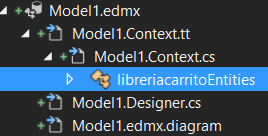 Model1.edmx
Model1.Context.tt
Model1.Context.cs
libreriacarritoEntities
Model1.Designer.cs
Model1.edmx.diagram